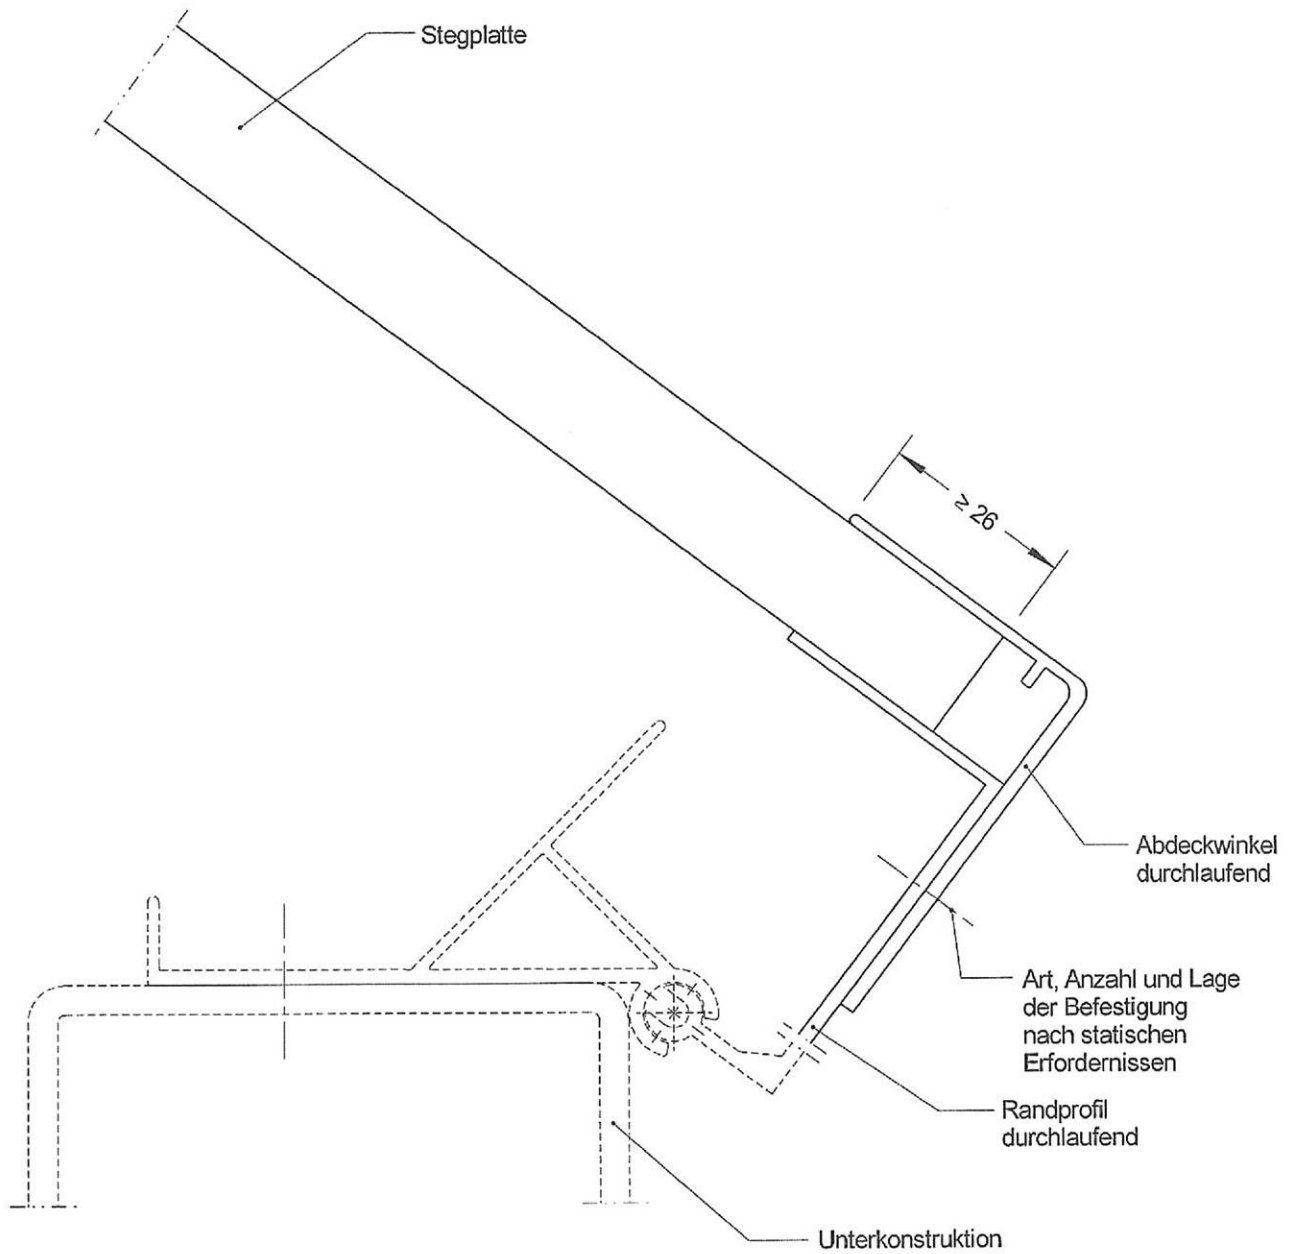 Stegplatte
≥ 26
Abdeckwinkel
durchlaufend
Art, Anzahl und Lage
der Befestigung
nach statischen
Erfordernissen
Randprofil
durchlaufend
Unterkonstruktion